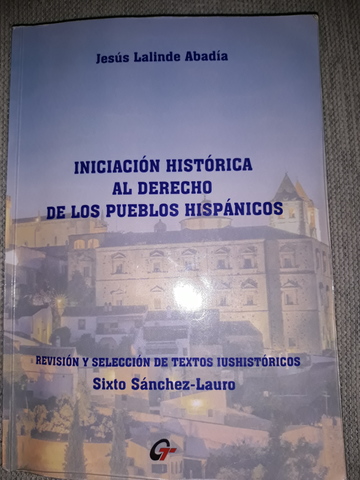 Jesús Lalinde Abadía
INICIACIÓN HISTÓRICA
AL DERECHO
DE LOS PUEBLOS HISPÁNICOS
REVISIÓN Y SELECCIÓN DE TEXTOS IUSHISTÓRICOS
Sixto Sánchez-Lauro
GT